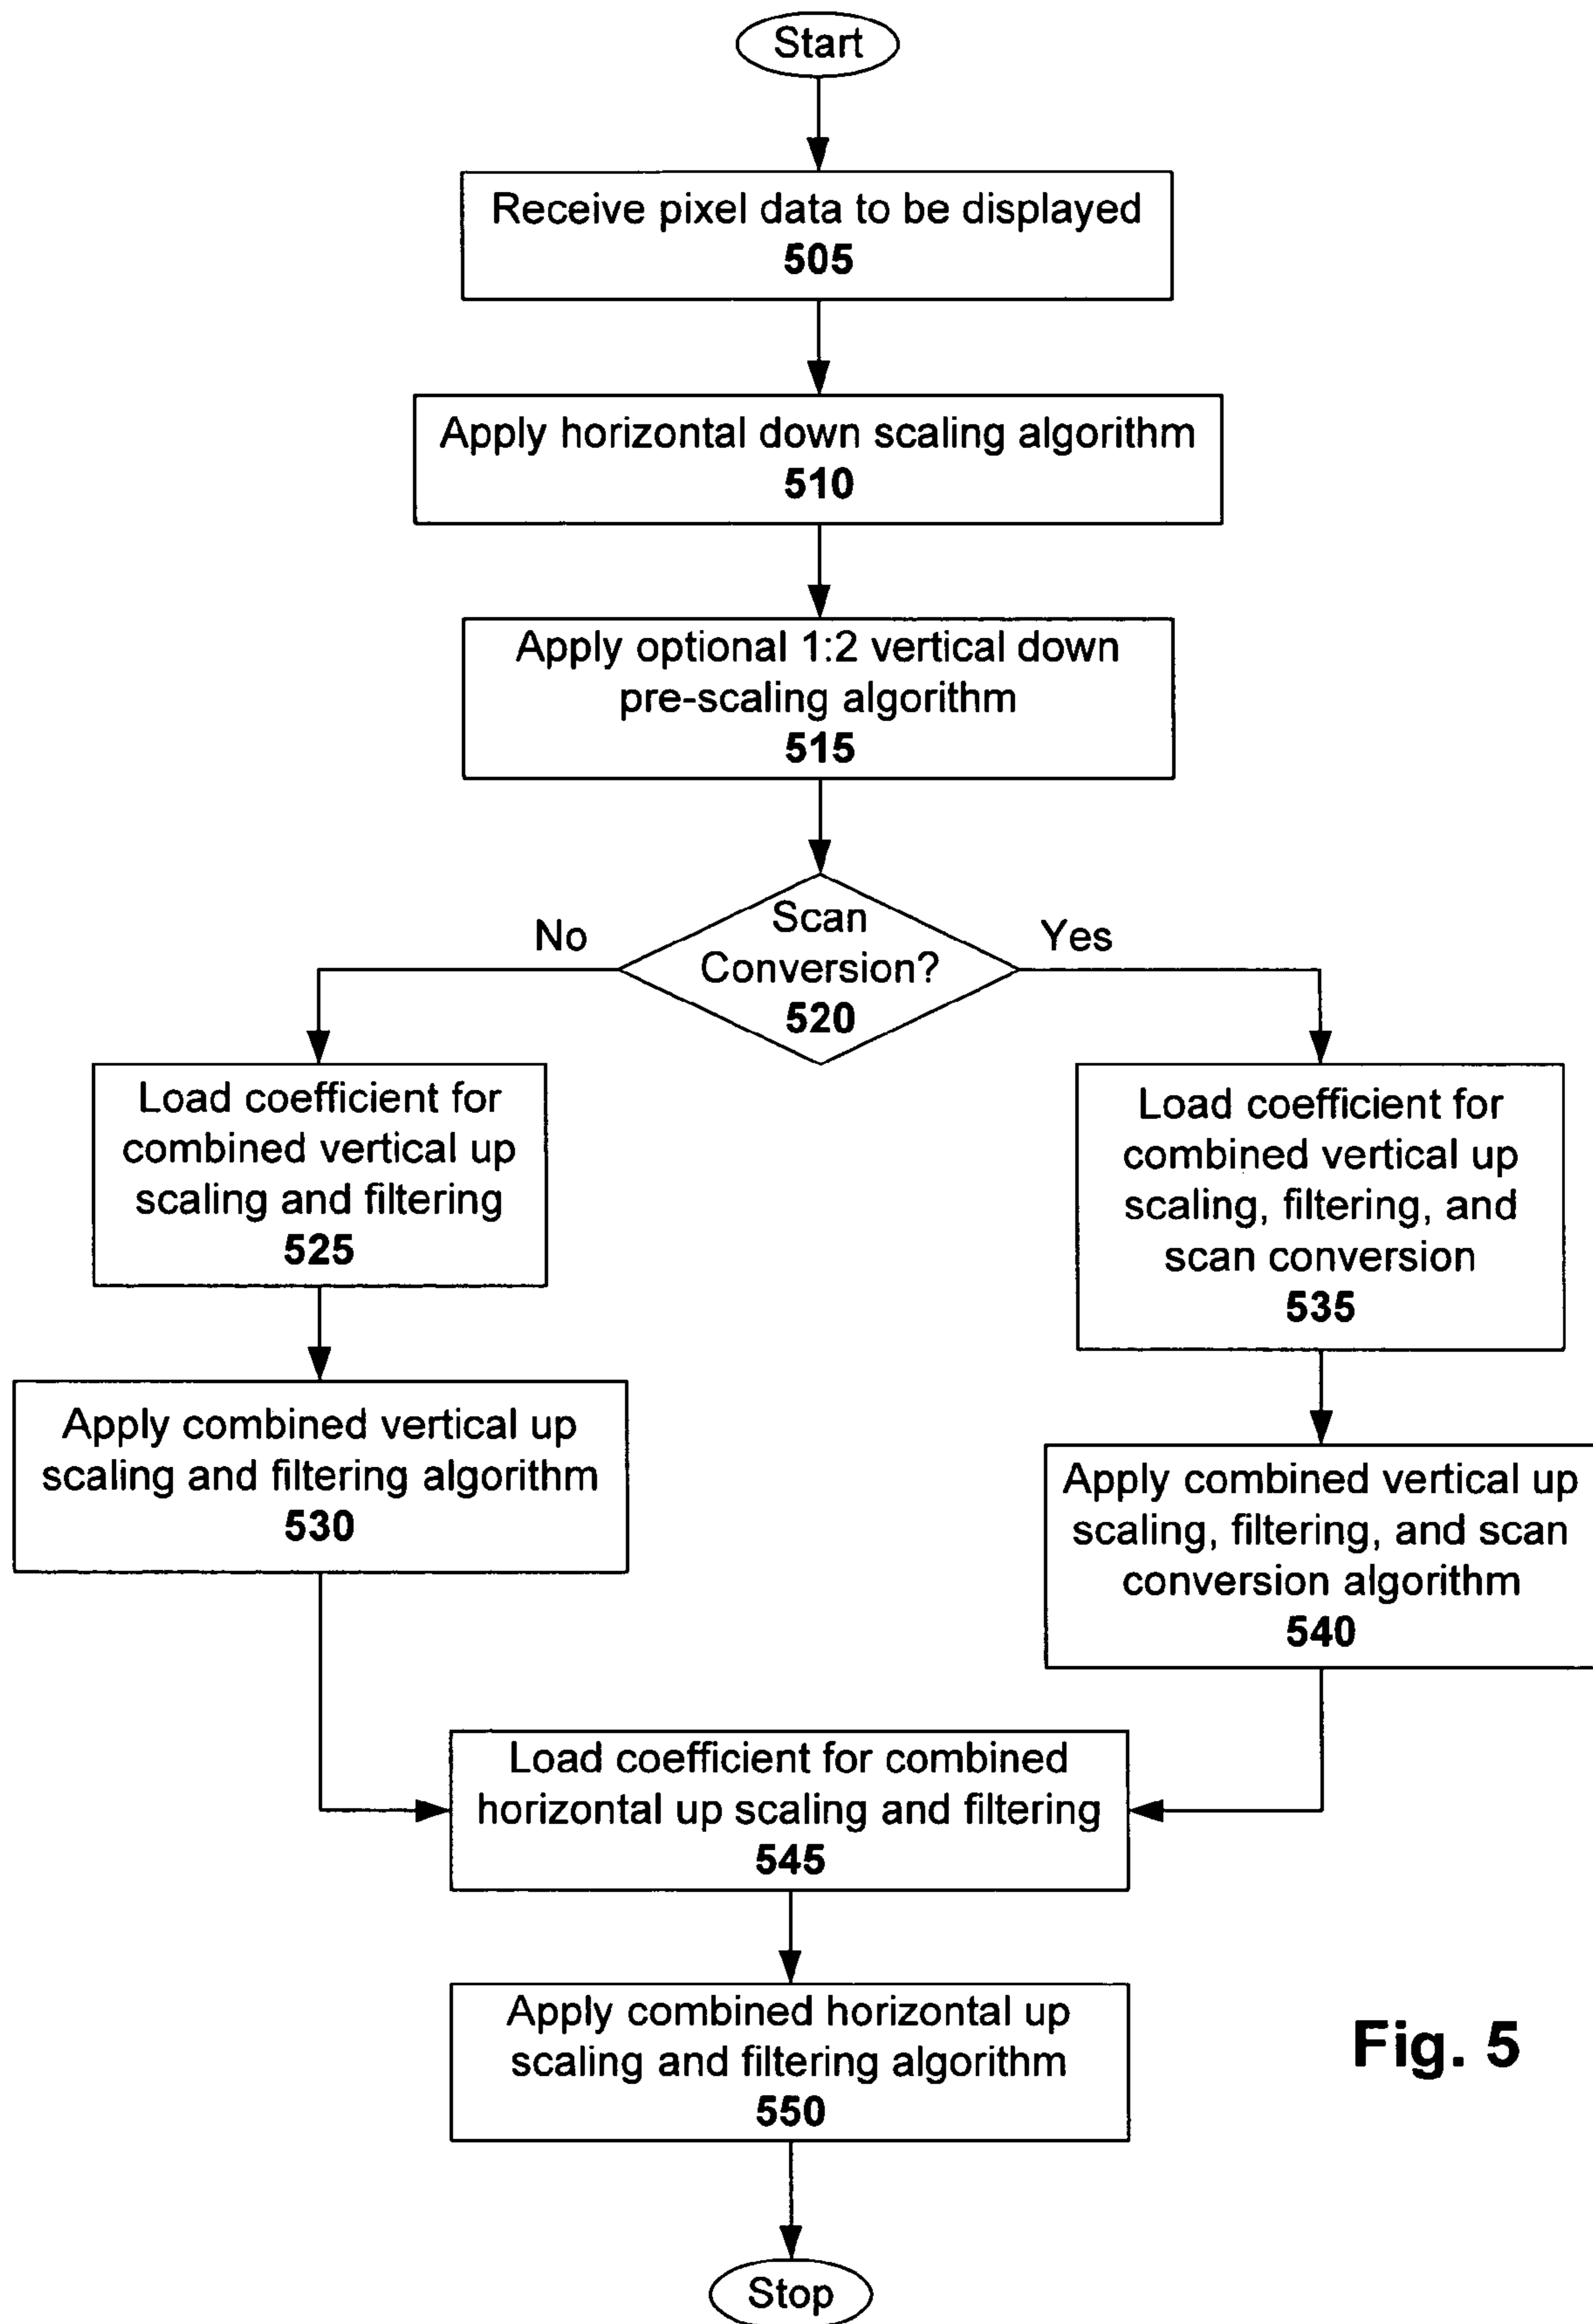 Start
Receive pixel data to be displayed
505
Apply horizontal down scaling algorithm
510
Apply optional 1:2 vertical down
pre-scaling algorithm
515
Scan
Conversion?
520
No
Yes
Load coefficient for
combined vertical up
scaling and filtering
525
Apply combined vertical up
scaling and filtering algorithm
530
Load coefficient for
combined vertical up
scaling, filtering, and
scan conversion
535
Apply combined vertical up
scaling, filtering, and scan
conversion algorithm
540
Load coefficient for combined
horizontal up scaling and filtering
545
Apply combined horizontal up
scaling and filtering algorithm
550
Stop
Fig. 5